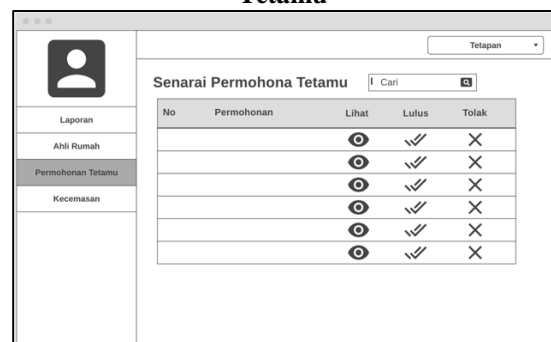 Tetamu
Tetapan
Senarai Permohona Tetamu
Cari
No Permohonan Lihat Lulus Tolak
Laporan
Ahli Rumah
Permohonan Tetamu
Kecemasan